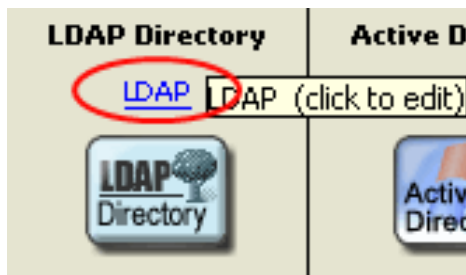 LDAP Directory
Active D
LDAP
LDAP (click to edit)
LDAP
Directory
Activ
Direc